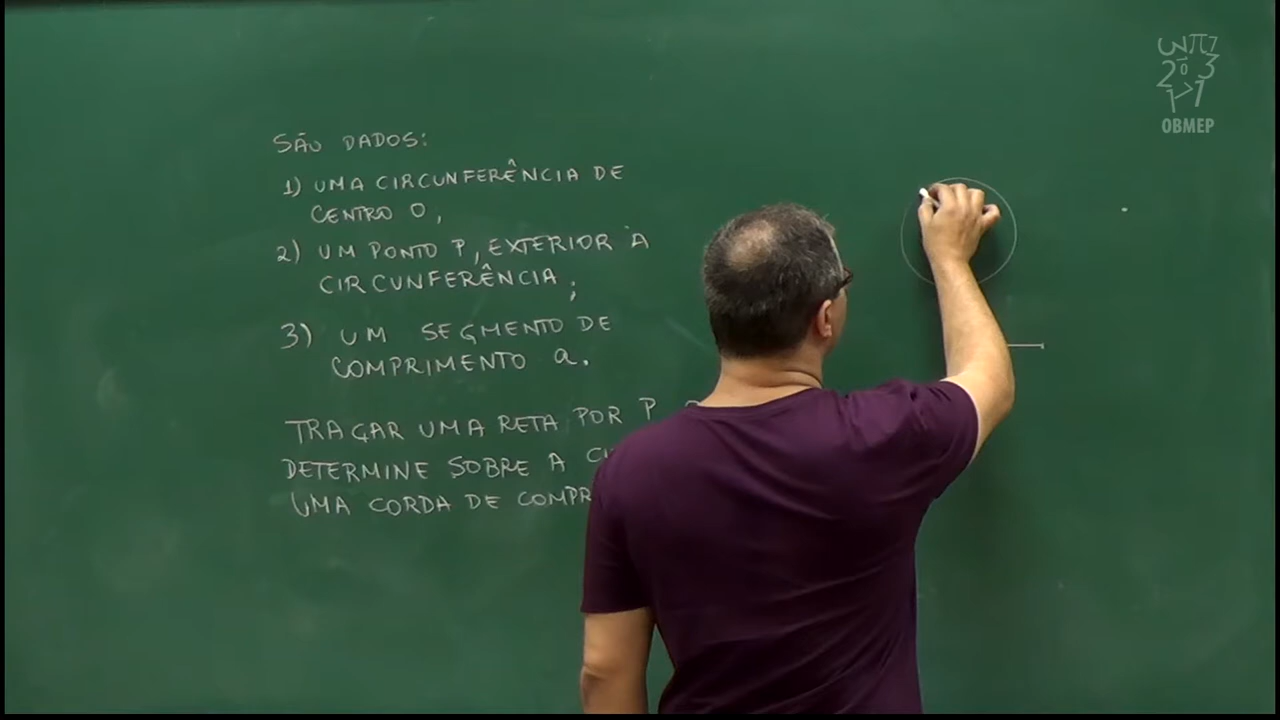 SÃO DADOS:
1) UMA CIRCUNFERÊNCIA DE
CENTRO O,
2) UM PONTO P, EXTERIOR À
CIRCUNFERÊNCIA;
3) UM SEGMENTO DE
COMPRIMENTO a.
TRAÇAR UMA RETA POR P
DETERMINE SOBRE A
UMA CORDA DE
OBMEP